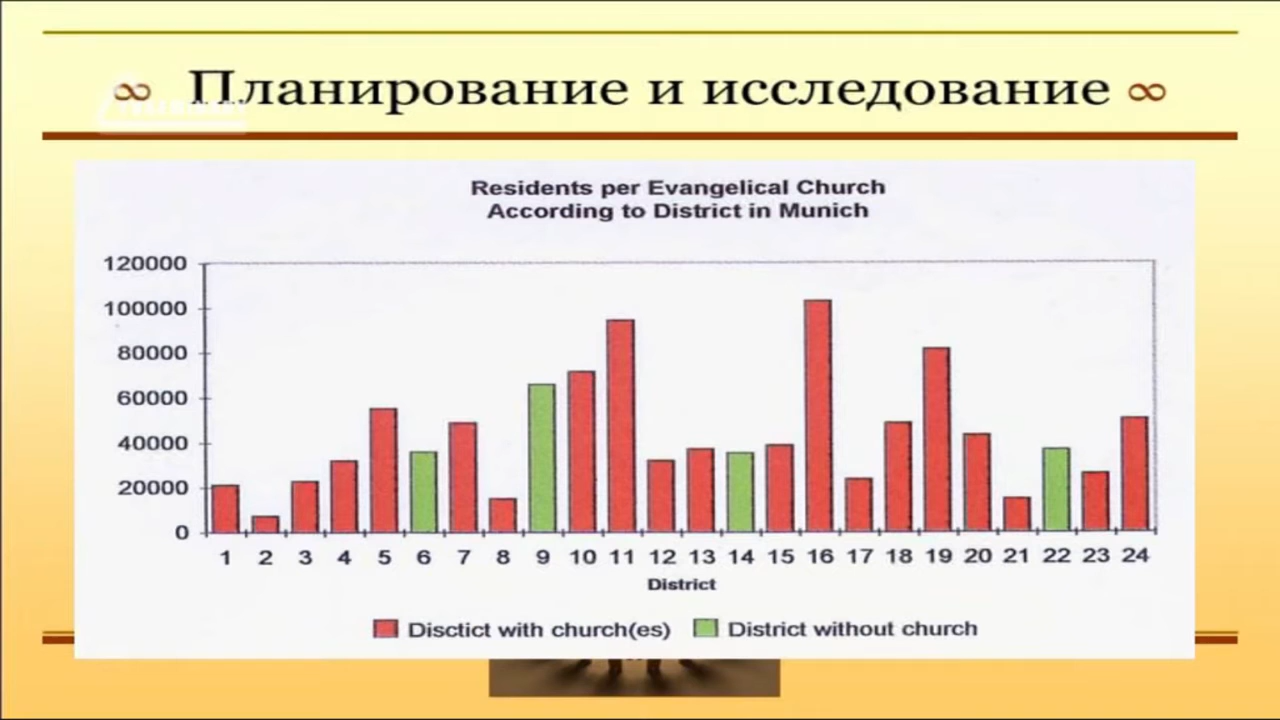 ∞ Планирование и исследование ∞
Residents per Evangelical Church
According to District in Munich
120000
100000
80000
60000
40000
20000
0
1 2 3 4 5 6 7 8 9 10 11 12 13 14 15 16 17 18 19 20 21 22 23 24
District
Disctict with church(es) District without church